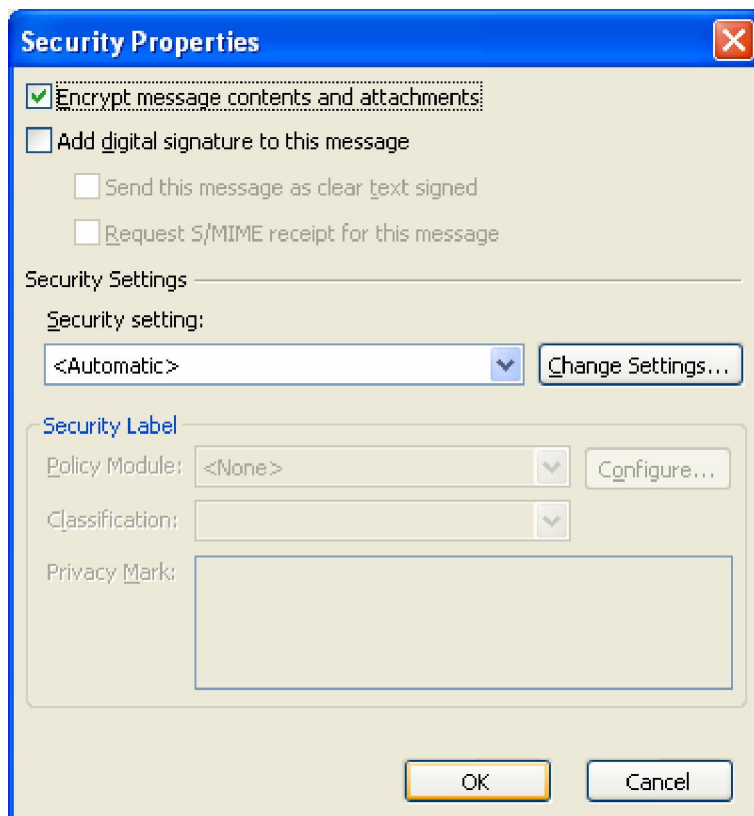 Security Properties
Encrypt message contents and attachments
Add digital signature to this message
Send this message as clear text signed
Request S/MIME receipt for this message
Security Settings
Security setting:
<Automatic>
Change Settings...
Security Label
Policy Module:
<None>
Configure...
Classification:
Privacy Mark:
OK
Cancel